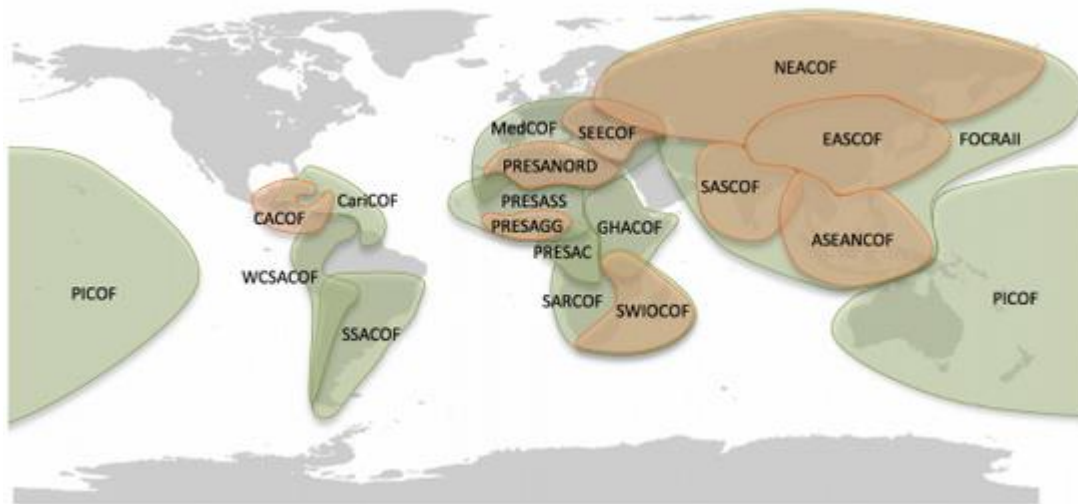 NEACOF
MedCOF
SEECOF
EASCOF
FOCRAII
PRESANORD
SASCOF
CariCOF
PRESASS
CACOF
PRESAGG
GHACOF
ASEANCOF
PRESAC
WCSACOF
PICOF
SARCOF
SWIOCOF
PICOF
SSACOF